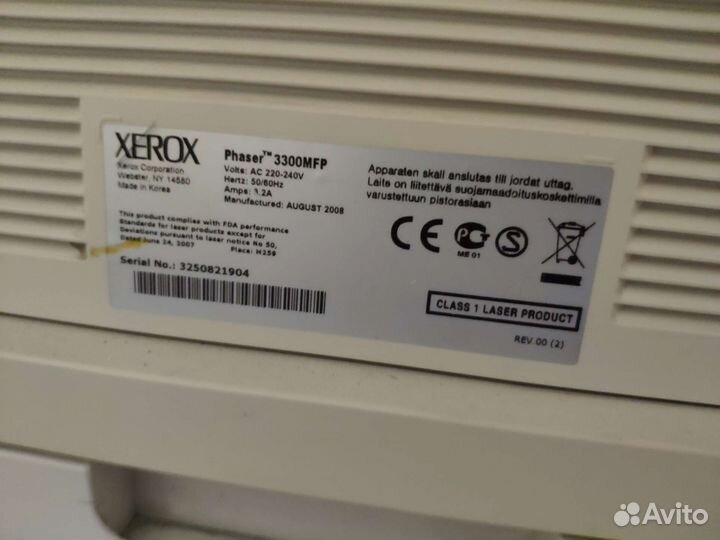 XEROX
Xerox Corporation
Webster, NY 14580
Made in Korea
Phaser™ 3300MFP
Volts: AC 220-240V
Hertz: 50/60Hz
Amps: 3.2A
Manufactured: AUGUST 2008
This product complies with FDA performance
Standards for laser products except for
Deviations pursuant to laser notice No 50,
Dated June 24, 2007 Place: H259
Serial No.: 3250821904
Apparaten skall anslutas till jordat uttag.
Laite on liitettävä suojamaadoituskoskettimilla
varustettuun pistorasiaan
CE PG S
ME 01
CLASS 1 LASER PRODUCT
REV 00 (2)
Avito